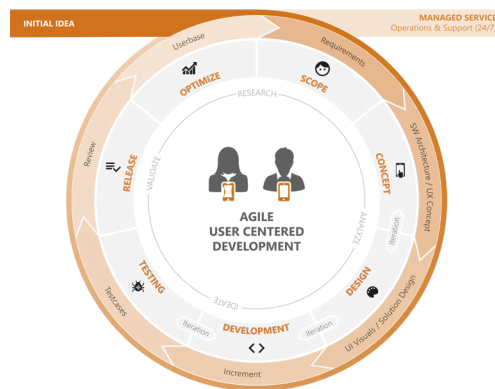 INITIAL IDEA
MANAGED SERVICE
Operations & Support (24/7
Userbase
Requirements
OPTIMIZE
SCOPE
RESEARCH
Review
RELEASE
VALIDATE
CONCEPT
SW Architecture / UX Concept
ANALYZE
AGILE
USER CENTERED
DEVELOPMENT
Iteration
TESTING
DESIGN
IDEATE
Testcases
Iteration
DEVELOPMENT
Iteration
UI Visuals / Solution Design
Increment